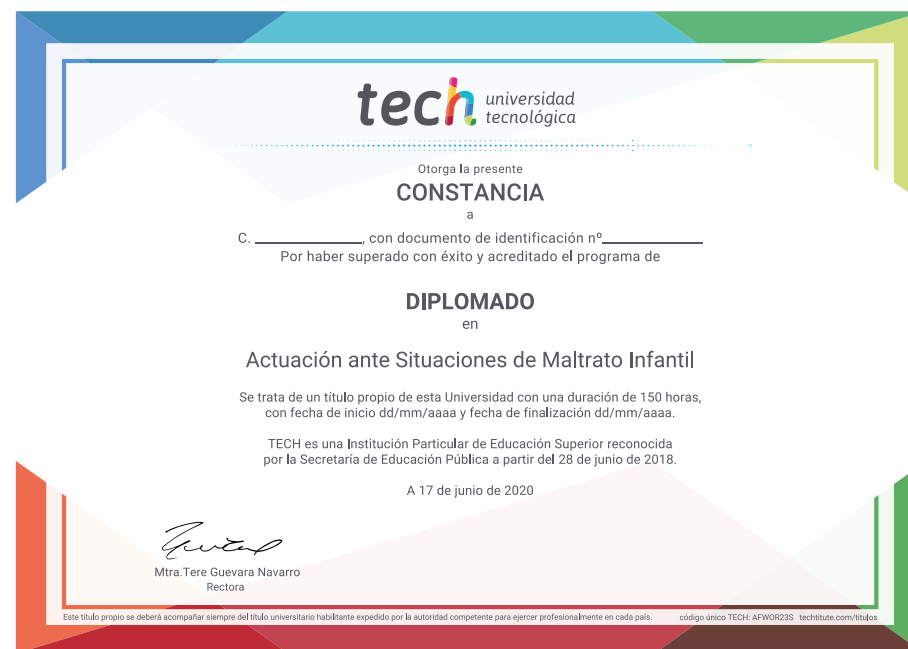 tech universidad
tecnológica
Otorga la presente
CONSTANCIA
a
C. ____________, con documento de identificación nº____________
Por haber superado con éxito y acreditado el programa de
DIPLOMADO
en
Actuación ante Situaciones de Maltrato Infantil
Se trata de un título propio de esta Universidad con una duración de 150 horas,
con fecha de inicio dd/mm/aaaa y fecha de finalización dd/mm/aaaa.
TECH es una Institución Particular de Educación Superior reconocida
por la Secretaría de Educación Pública a partir del 28 de junio de 2018.
A 17 de junio de 2020
Mtra.Tere Guevara Navarro
Rectora
Este título propio se deberá acompañar siempre del título universitario habilitante expedido por la autoridad competente para ejercer profesionalmente en cada país. código único TECH: AFWOR23S techtitute.com/titulos